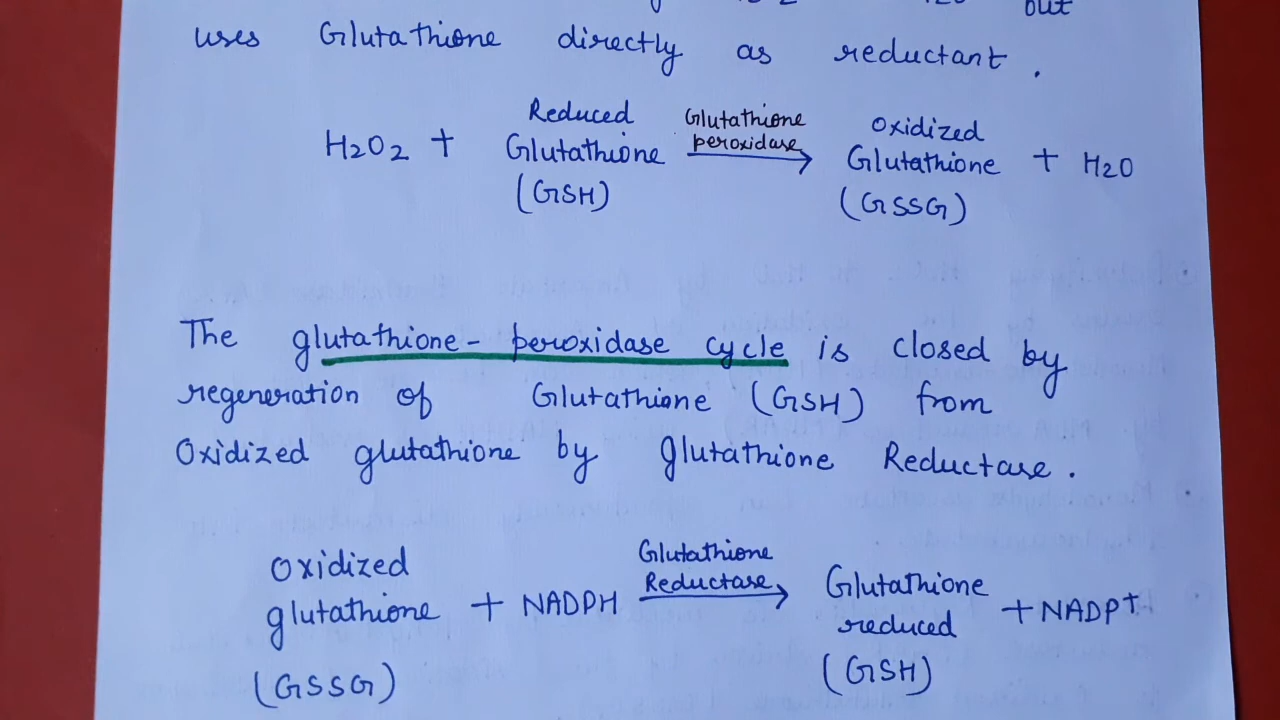 but
uses Glutathione directly as reductant.
Reduced Glutathione Oxidized
H2O2 + Glutathione peroxidase Glutathione + H2O
(GSH) → (GSSG)
The glutathione - peroxidase cycle is closed by
regeneration of Glutathione (GSH) from
Oxidized glutathione by glutathione Reductase.
Oxidized Glutathione
glutathione + NADPH Reductase → Glutathione + NADP+
(GSSG) reduced
(GSH)